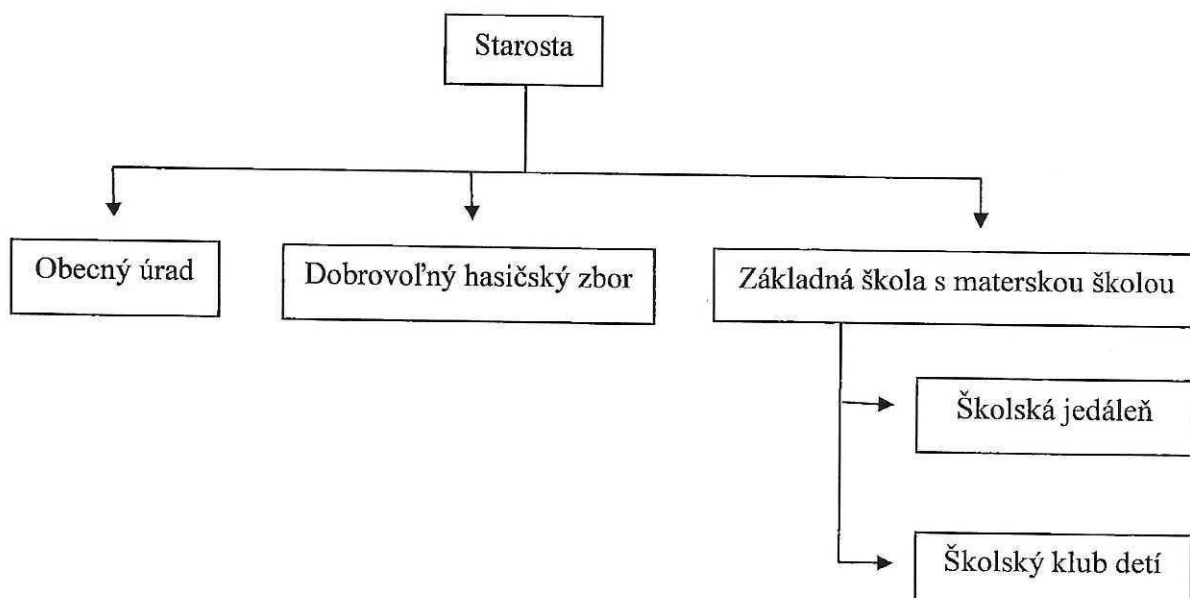 Starosta
Obecný úrad
Dobrovoľný hasičský zbor
Základná škola s materskou školou
Školská jedáleň
Školský klub detí